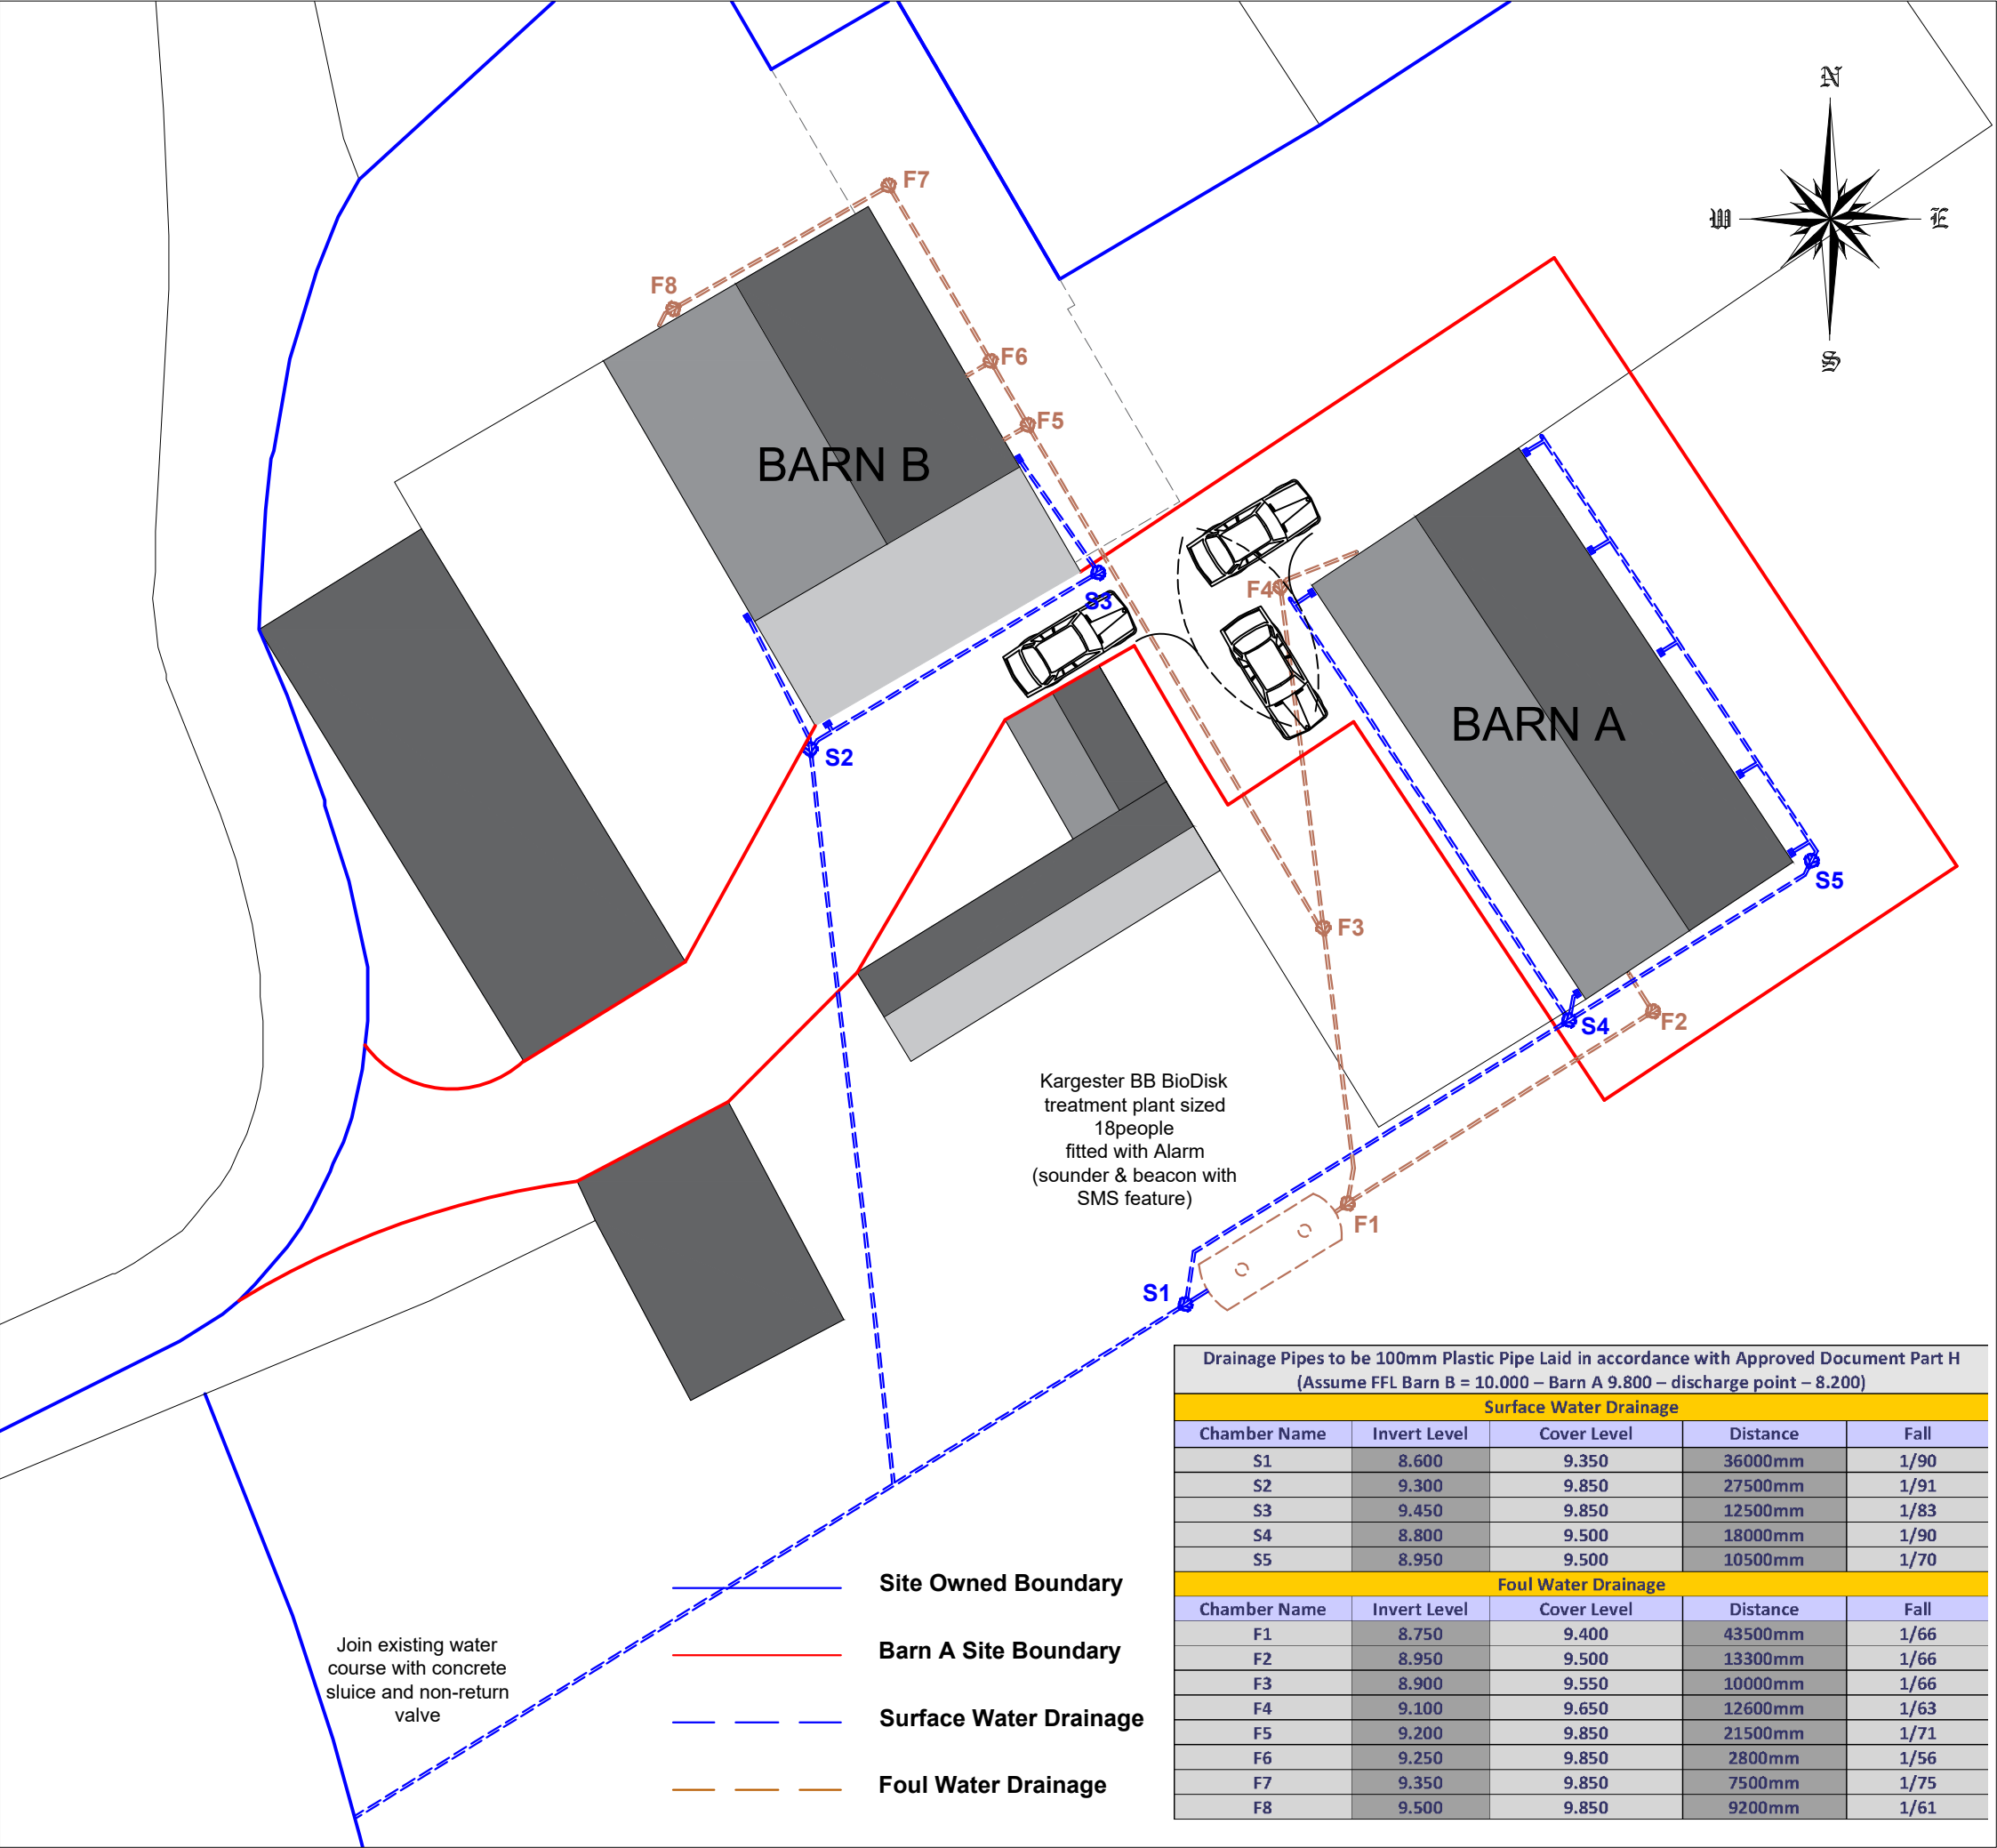 N
W
E
S
F7
F8
F6
F5
BARN B
F4
S3
BARN A
S2
S5
F3
F2
S4
Kargester BB BioDisk
treatment plant sized
18people
fitted with Alarm
(sounder & beacon with
SMS feature)
F1
S1
Drainage Pipes to be 100mm Plastic Pipe Laid in accordance with Approved Document Part H
(Assume FFL Barn B = 10.000 – Barn A 9.800 – discharge point – 8.200)
Surface Water Drainage
Chamber Name Invert Level Cover Level Distance Fall
S1 8.600 9.350 36000mm 1/90
S2 9.300 9.850 27500mm 1/91
S3 9.450 9.850 12500mm 1/83
S4 8.800 9.500 18000mm 1/90
S5 8.950 9.500 10500mm 1/70
Foul Water Drainage
Chamber Name Invert Level Cover Level Distance Fall
F1 8.750 9.400 43500mm 1/66
F2 8.950 9.500 13300mm 1/66
F3 8.900 9.550 10000mm 1/66
F4 9.100 9.650 12600mm 1/63
F5 9.200 9.850 21500mm 1/71
F6 9.250 9.850 2800mm 1/56
F7 9.350 9.850 7500mm 1/75
F8 9.500 9.850 9200mm 1/61
Site Owned Boundary
Barn A Site Boundary
Surface Water Drainage
Foul Water Drainage
Join existing water
course with concrete
sluice and non-return
valve